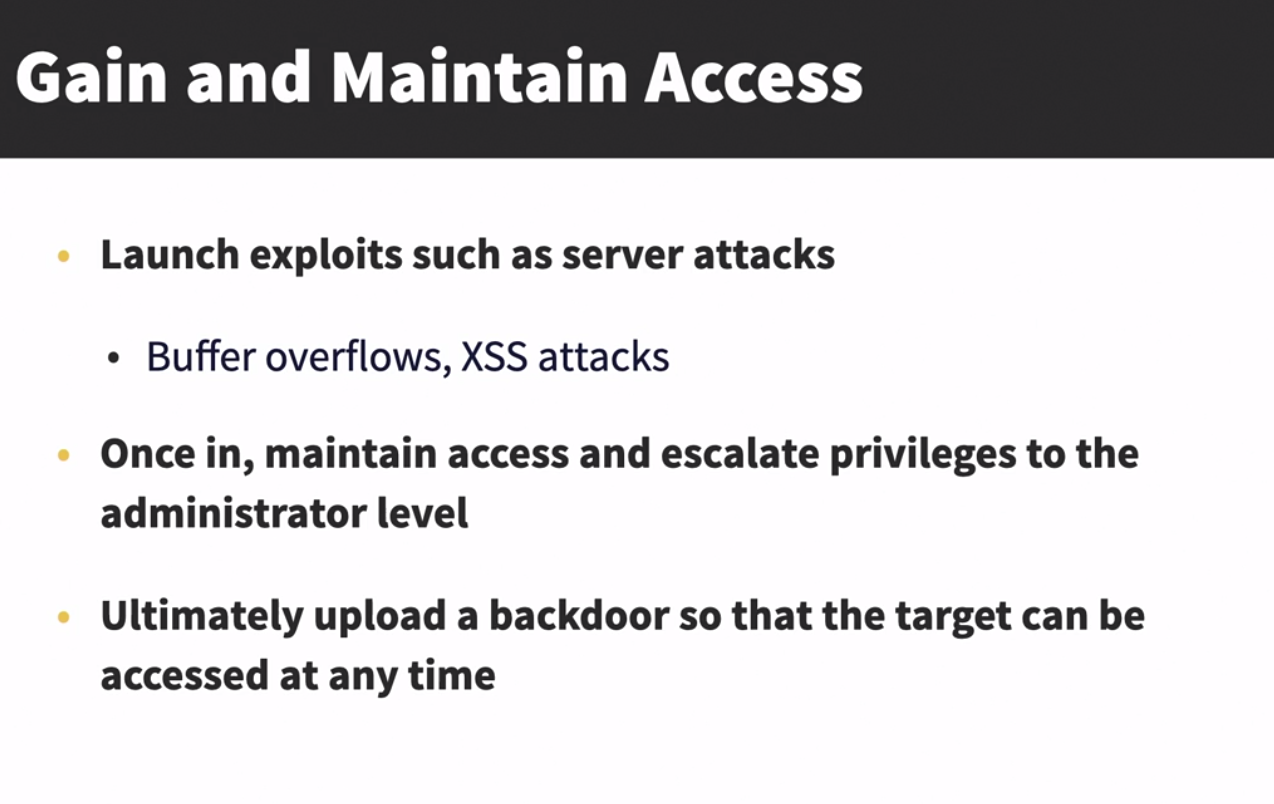 Gain and Maintain Access
• Launch exploits such as server attacks
• Buffer overflows, XSS attacks
• Once in, maintain access and escalate privileges to the
administrator level
• Ultimately upload a backdoor so that the target can be
accessed at any time